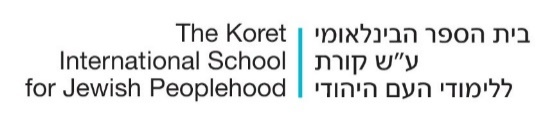 The Koret
International School
for Jewish Peoplehood
בית הספר הבינלאומי
ע״ש קורת
ללימודי העם היהודי